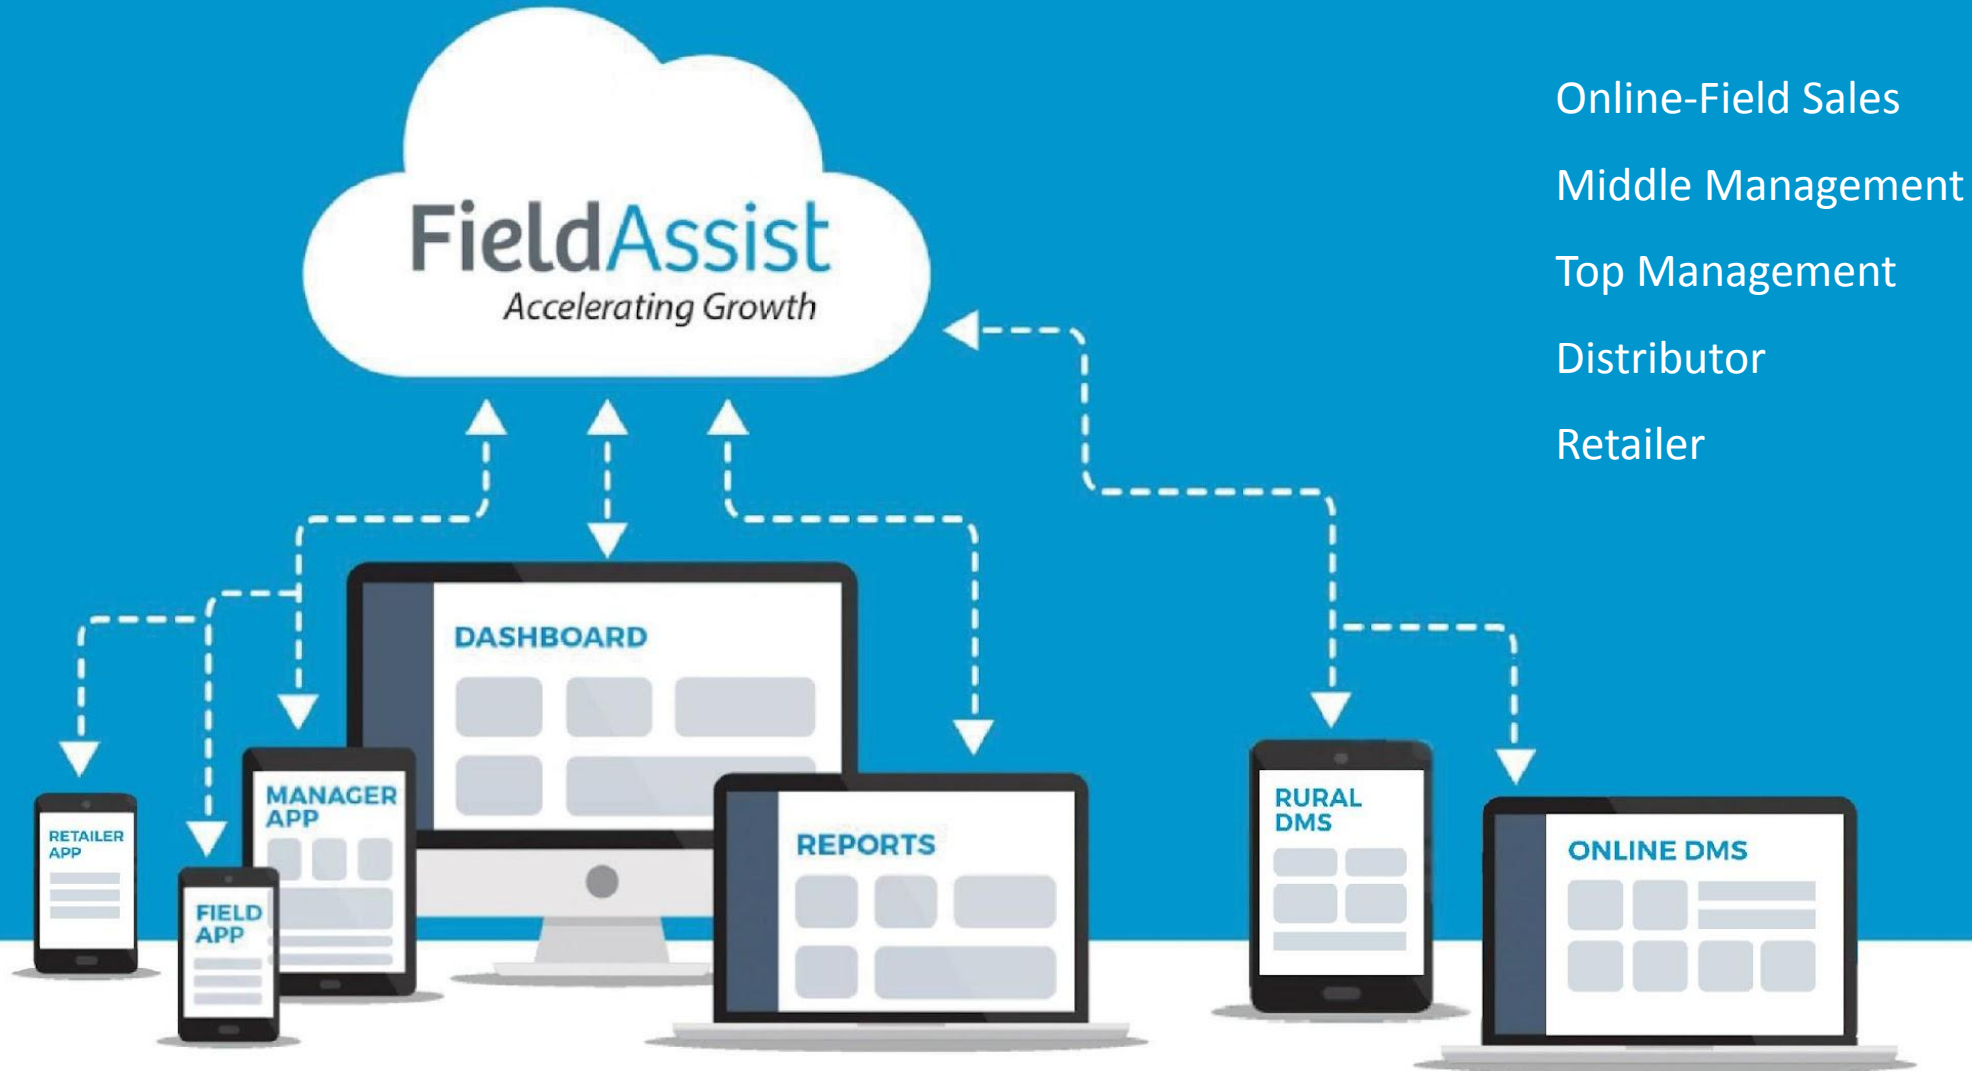 FieldAssist
Accelerating Growth
Online-Field Sales
Middle Management
Top Management
Distributor
Retailer
DASHBOARD
RETAILER
APP
FIELD
APP
MANAGER
APP
REPORTS
RURAL
DMS
ONLINE DMS